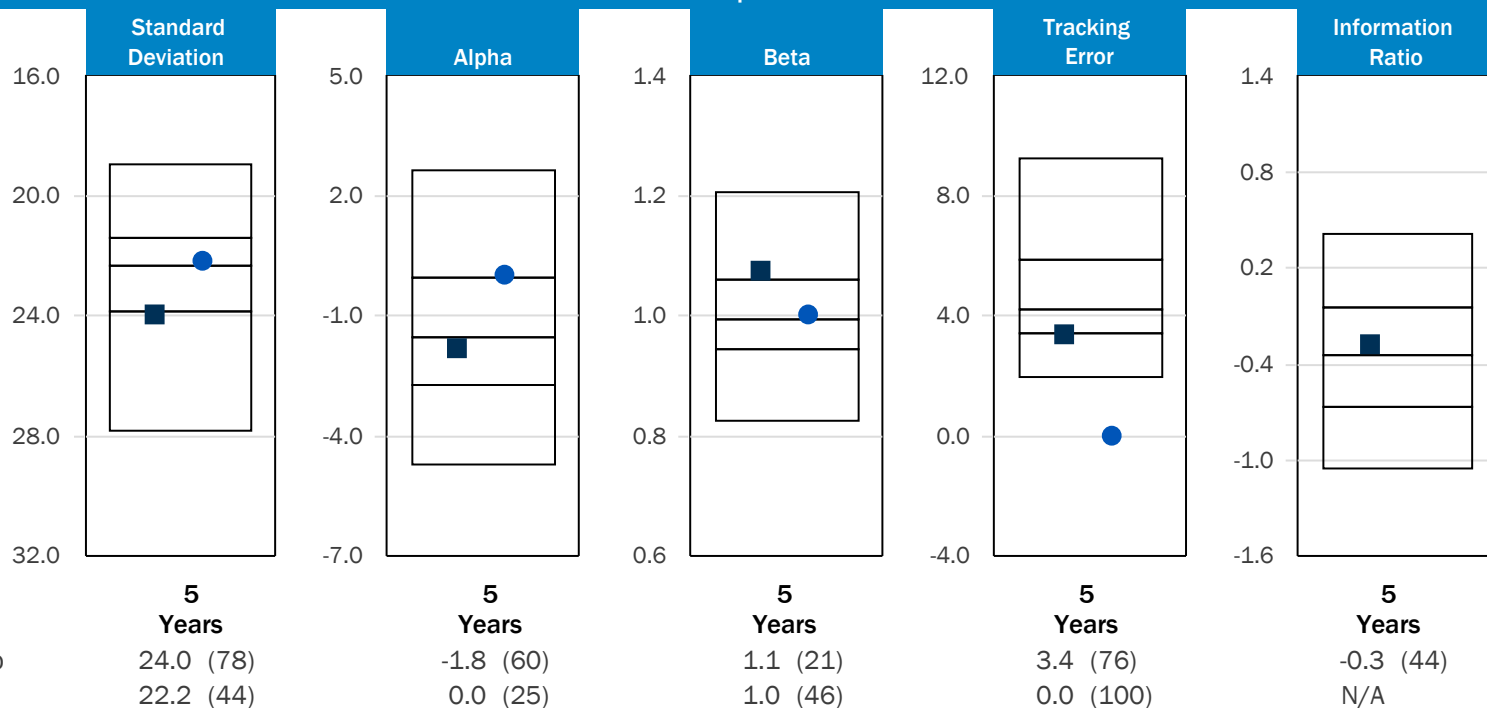 Standard Deviation
Alpha
Beta
Tracking Error
Information Ratio
16.0
20.0
24.0
28.0
32.0
5.0
2.0
-1.0
-4.0
-7.0
1.4
1.2
1.0
0.8
0.6
12.0
8.0
4.0
0.0
-4.0
1.4
0.8
0.2
-0.4
-1.0
-1.6
5 Years
5 Years
5 Years
5 Years
5 Years
24.0 (78) -1.8 (60) 1.1 (21) 3.4 (76) -0.3 (44)
22.2 (44) 0.0 (25) 1.0 (46) 0.0 (100) N/A